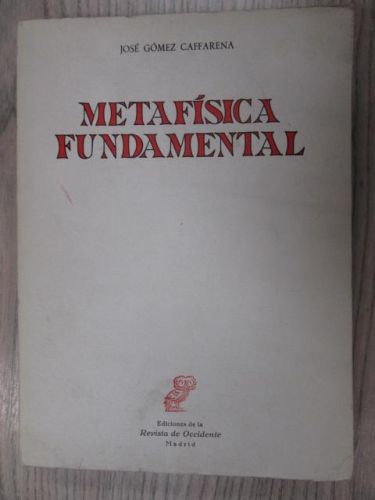 JOSÉ GÓMEZ CAFFARENA
METAFÍSICA
FUNDAMENTAL
Ediciones de la
Revista de Occidente
Madrid